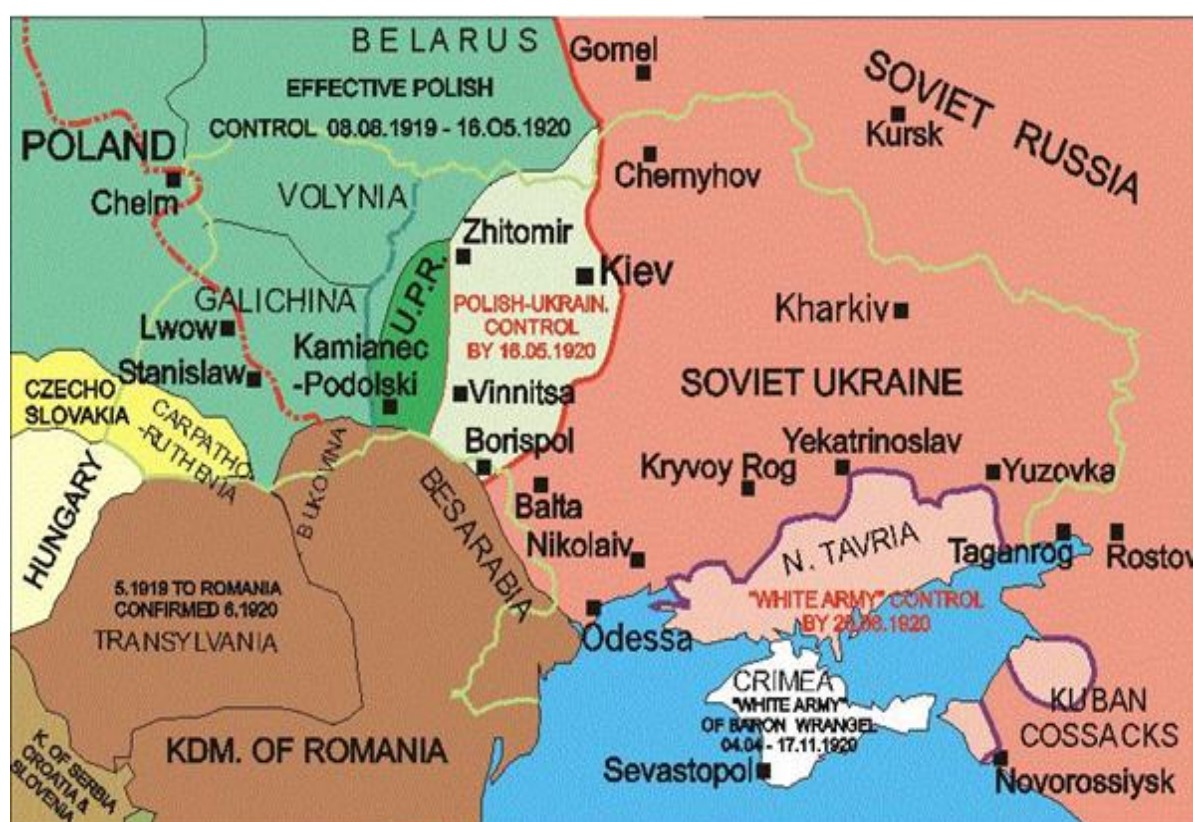 BELARUS
EFFECTIVE POLISH
CONTROL 08.08.1919 - 16.O5.1920
POLAND
Chelm
VOLYNIA
Gomel
SOVIET RUSSIA
Kursk
Chernyhov
Zhitomir
Kiev
U.P.R.
POLISH-UKRAIN.
CONTROL
BY 16.05.1920
GALICHINA
Lwow
Stanislaw
Kamianec
-Podolski
Vinnitsa
Kharkiv
SOVIET UKRAINE
CZECHO
SLOVAKIA
CARPATHO
-RUTHENIA
HUNGARY
BUKOVINA
BESARABIA
Borispol
Balta
Nikolaiv
Odessa
Kryvoy Rog
Yekatrinoslav
Yuzovka
Taganrog
Rostov
N. TAVRIA
"WHITE ARMY" CONTROL
5.1919 TO ROMANIA
CONFIRMED 6.1920
TRANSYLVANIA
KDM. OF ROMANIA
K. OF SERBIA
CROATIA &
SLOVENIA
CRIMEA
"WHITE ARMY"
OF BARON WRANGEL
04.04 - 17.11.1920
Sevastopol
KUBAN
COSSACKS
Novorossiysk